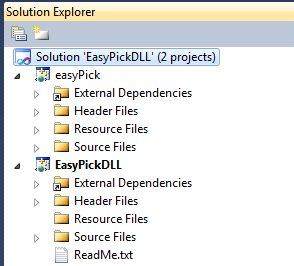 Solution Explorer
Solution 'EasyPickDLL' (2 projects)
easyPick
External Dependencies
Header Files
Resource Files
Source Files
EasyPickDLL
External Dependencies
Header Files
Resource Files
Source Files
ReadMe.txt